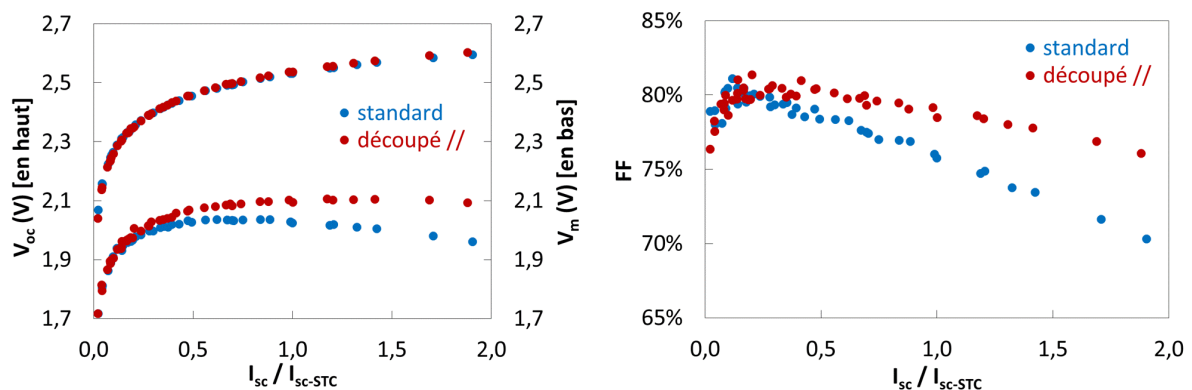 2,7
2,5
2,3
2,1
1,9
1,7
V_oc (V) [en haut]
standard
découpé //
2,7
2,5
2,3
2,1
1,9
1,7
V_m (V) [en bas]
0,0 0,5 1,0 1,5 2,0
I_sc / I_sc-STC
85%
80%
75%
70%
65%
FF
standard
découpé //
0,0 0,5 1,0 1,5 2,0
I_sc / I_sc-STC